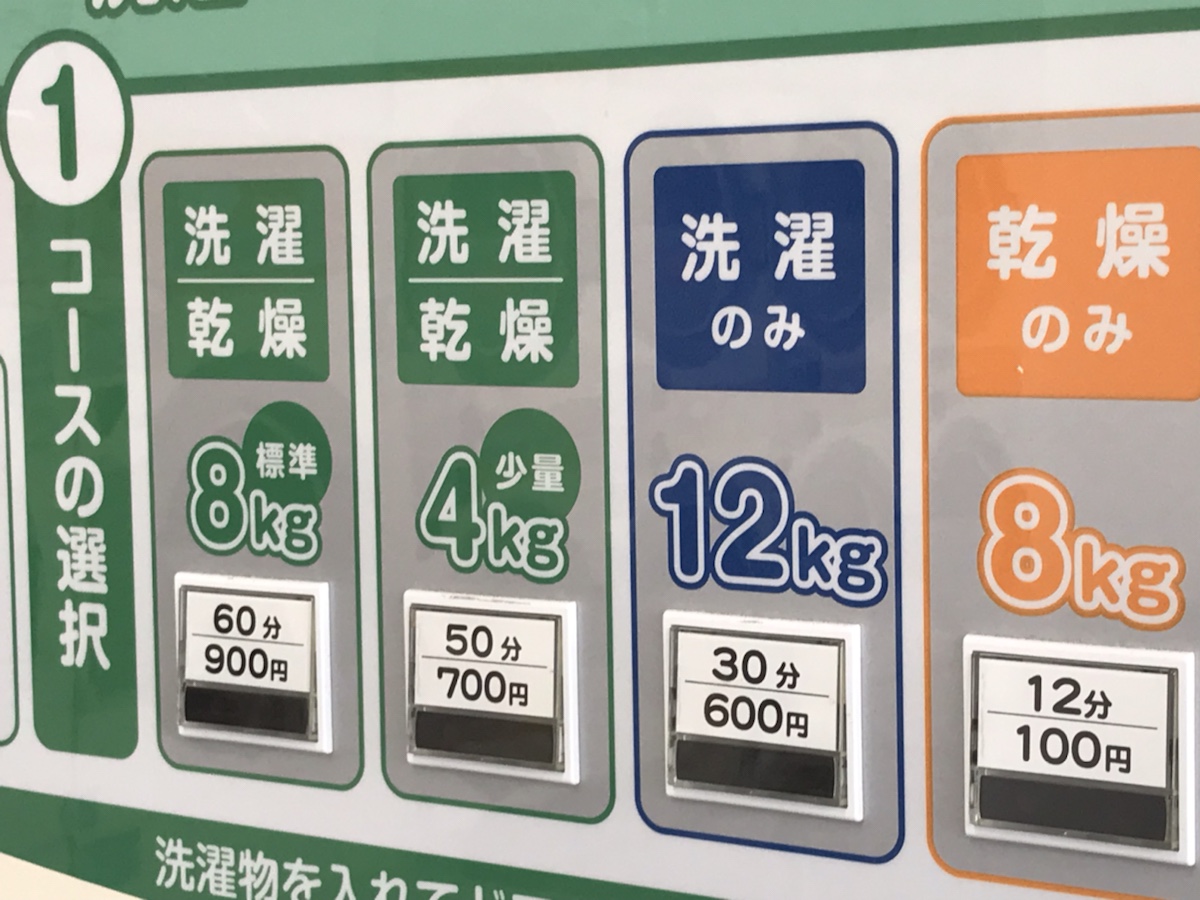 1
コースの選択
洗濯
乾燥
標準
8kg
60分
900円
洗濯
乾燥
少量
4kg
50分
700円
洗濯
のみ
12kg
30分
600円
乾燥
のみ
8kg
12分
100円
洗濯物を入れて